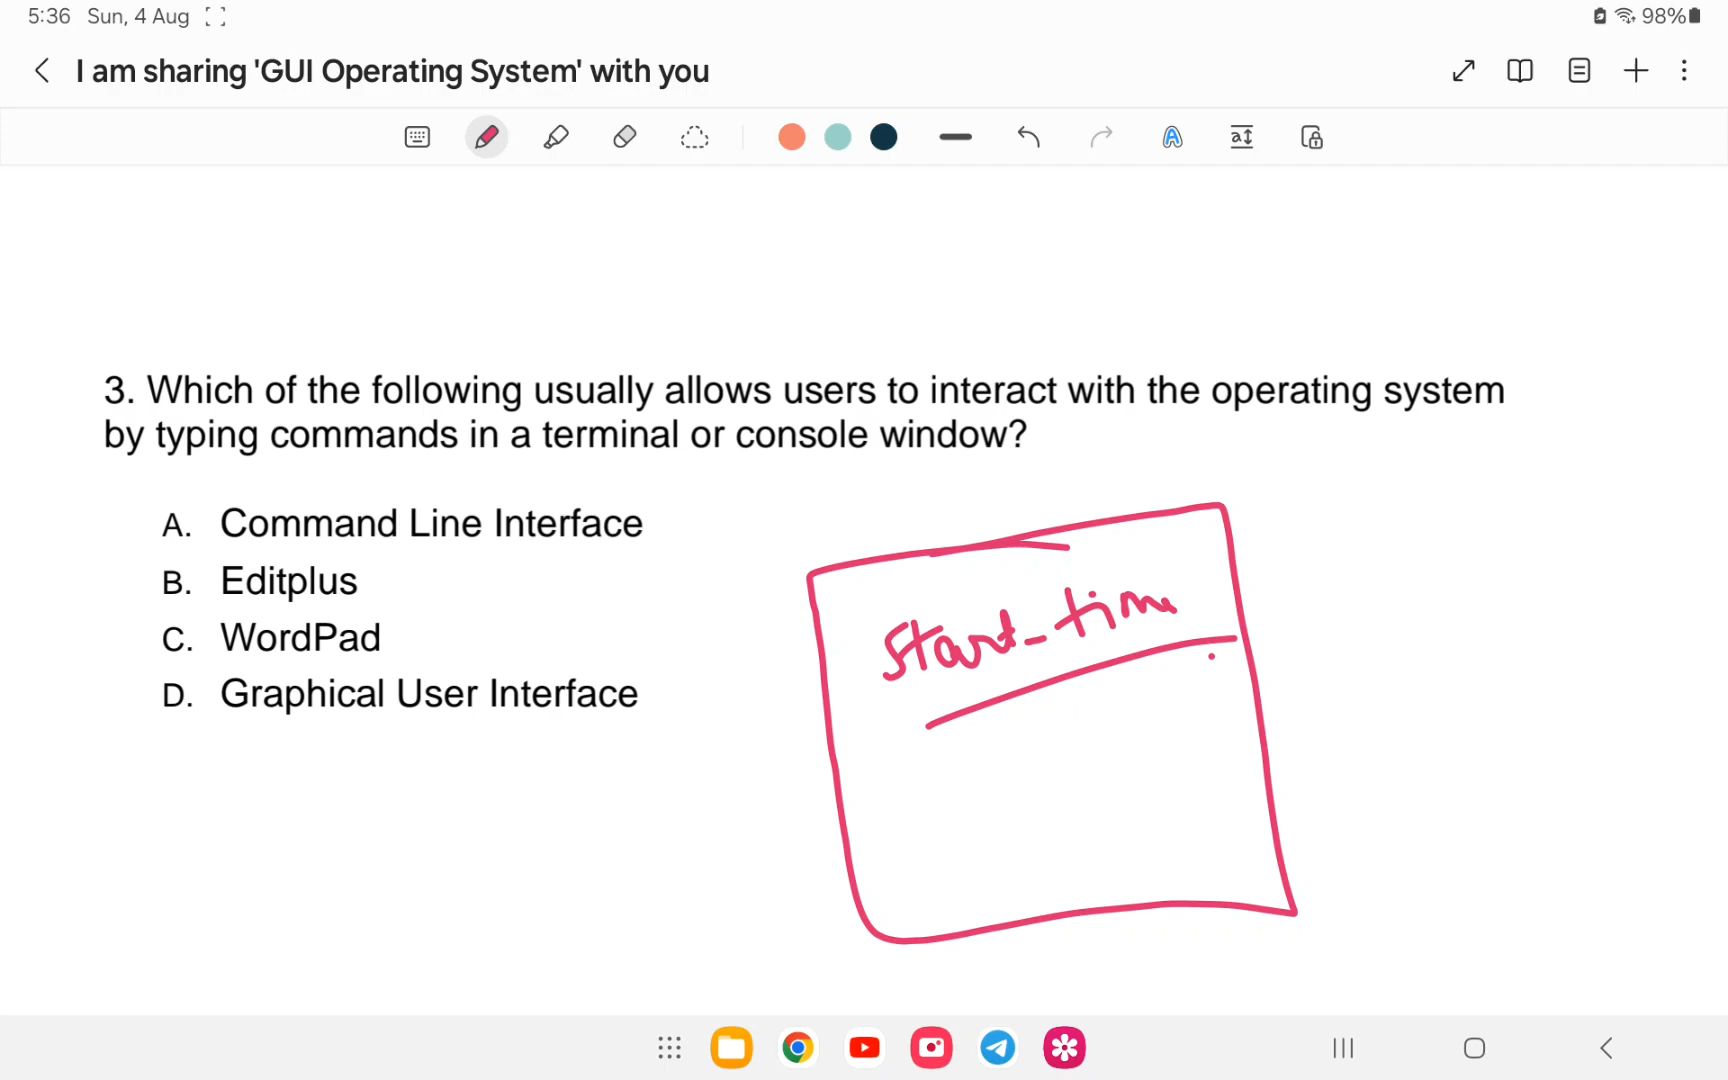 5:36 Sun, 4 Aug 98%
I am sharing 'GUI Operating System' with you
3. Which of the following usually allows users to interact with the operating system
by typing commands in a terminal or console window?
A. Command Line Interface
B. Editplus
C. WordPad
D. Graphical User Interface
start_time